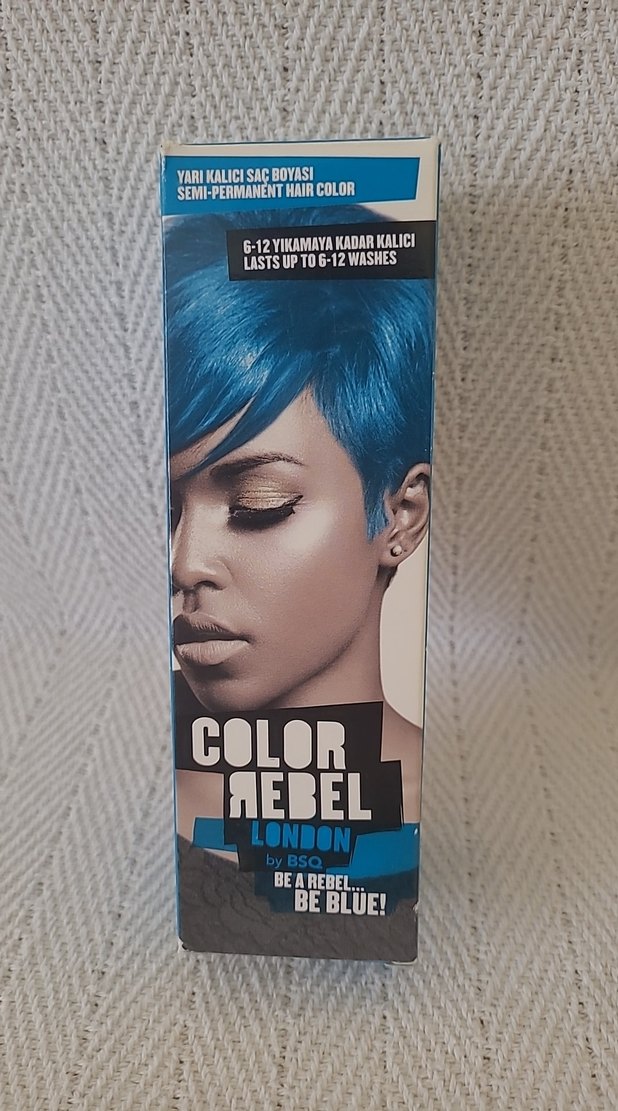 YARI KALICI SAÇ BOYASI
SEMI-PERMANENT HAIR COLOR
6-12 YIKAMAYA KADAR KALICI
LASTS UP TO 6-12 WASHES
COLOR
REBEL
LONDON
by BSQ
BE A REBEL...
BE BLUE!